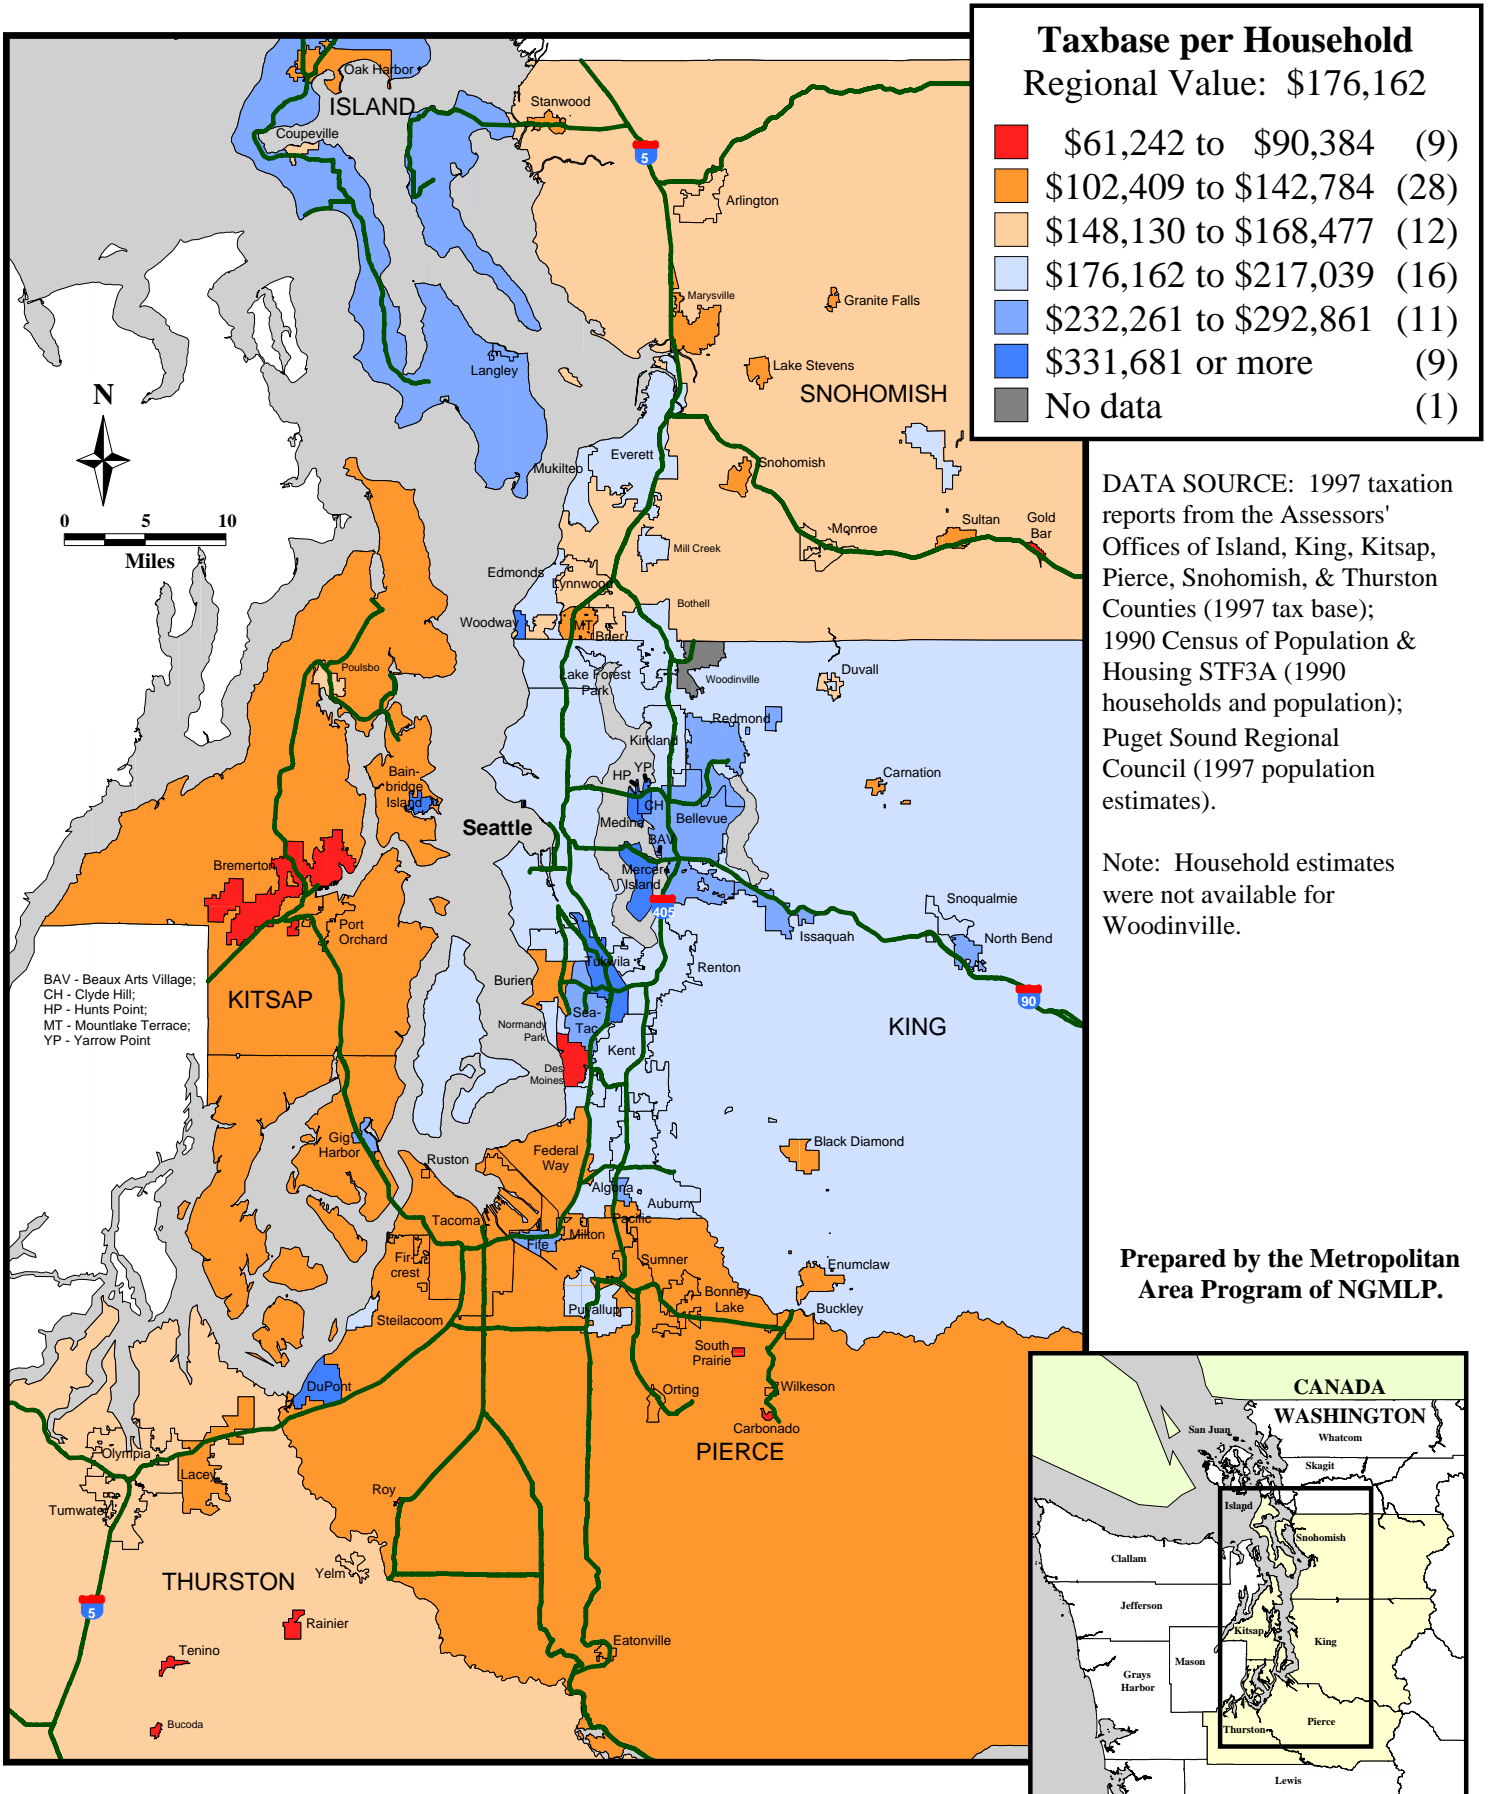 Taxbase per Household
Regional Value: $176,162
$61,242 to $90,384 (9)
$102,409 to $142,784 (28)
$148,130 to $168,477 (12)
$176,162 to $217,039 (16)
$232,261 to $292,861 (11)
$331,681 or more (9)
No data (1)
DATA SOURCE: 1997 taxation
reports from the Assessors'
Offices of Island, King, Kitsap,
Pierce, Snohomish, & Thurston
Counties (1997 tax base);
1990 Census of Population &
Housing STF3A (1990
households and population);
Puget Sound Regional
Council (1997 population
estimates).
Note: Household estimates
were not available for
Woodinville.
Prepared by the Metropolitan
Area Program of NGMLP.
Oak Harbor
ISLAND
Coupeville
Stanwood
5
Arlington
Marysville
Granite Falls
Langley
Lake Stevens
SNOHOMISH
N
0 5 10
Miles
Mukilteo
Everett
Snohomish
Monroe
Sultan
Gold
Bar
Mill Creek
Edmonds
Lynnwood
Bothell
Woodway
MT
Brier
Poulsbo
Lake Forest
Park
Woodinville
Duvall
Redmond
Kirkland
YP
HP
CH
Bain-
bridge
Island
Carnation
Seattle
Medina
Bellevue
BAV
Bremerton
Mercer
Island
405
Snoqualmie
Port
Orchard
Issaquah
North Bend
Tukwila
Renton
Burien
90
BAV - Beaux Arts Village;
CH - Clyde Hill;
HP - Hunts Point;
MT - Mountlake Terrace;
YP - Yarrow Point
KITSAP
Sea-
Tac
Normandy
Park
KING
Kent
Des
Moines
Gig
Harbor
Ruston
Federal
Way
Black Diamond
Algona
Auburn
Pacific
Tacoma
Milton
Fife
Fir-
crest
Sumner
Enumclaw
Bonney
Lake
Puyallup
Buckley
Steilacoom
South
Prairie
DuPont
Orting
Wilkeson
Carbonado
PIERCE
Olympia
Lacey
Tumwater
Roy
Yelm
THURSTON
5
Rainier
Tenino
Eatonville
Bucoda
CANADA
WASHINGTON
San Juan
Whatcom
Skagit
Island
Snohomish
Clallam
Jefferson
Kitsap
King
Mason
Grays
Harbor
Thurston
Pierce
Lewis